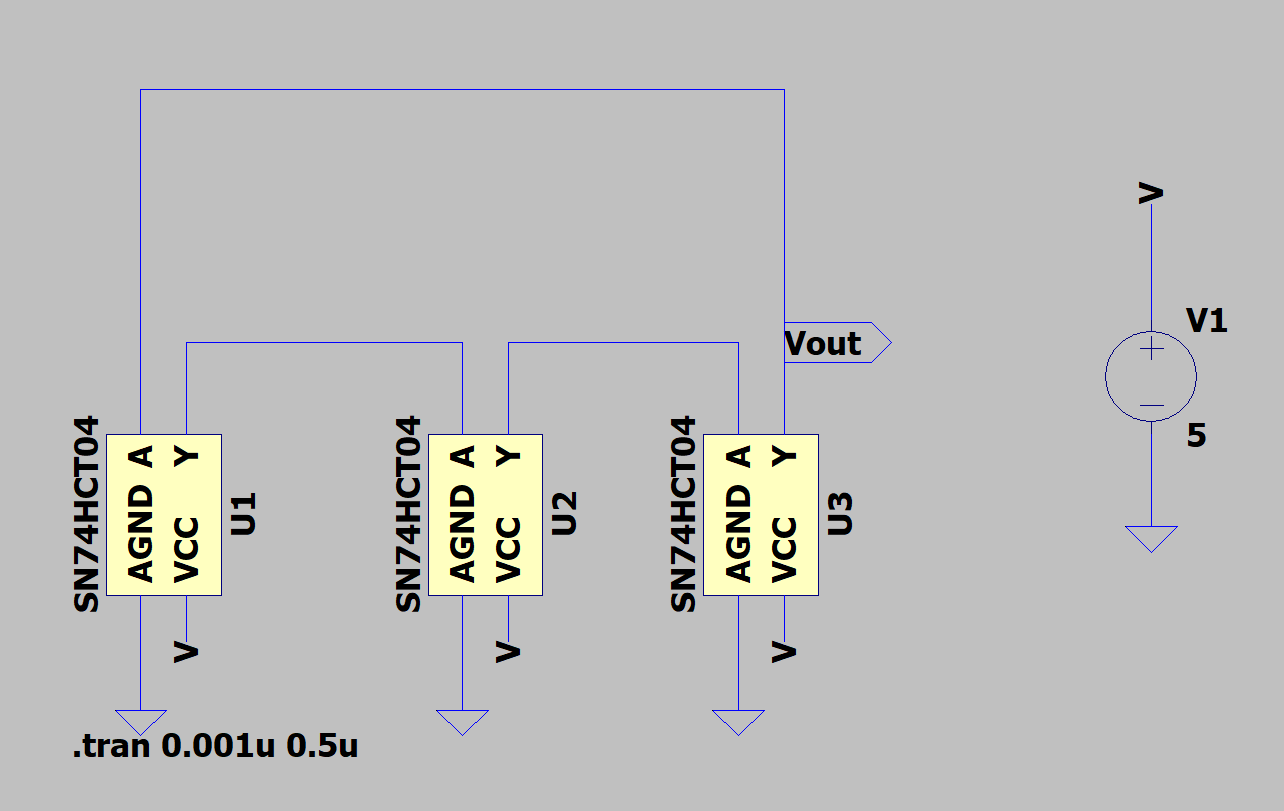 V
V1
+
5
Vout
SN74HCT04
A
Y
AGND
VCC
U1
V
SN74HCT04
A
Y
AGND
VCC
U2
V
SN74HCT04
A
Y
AGND
VCC
U3
V
.tran 0.001u 0.5u